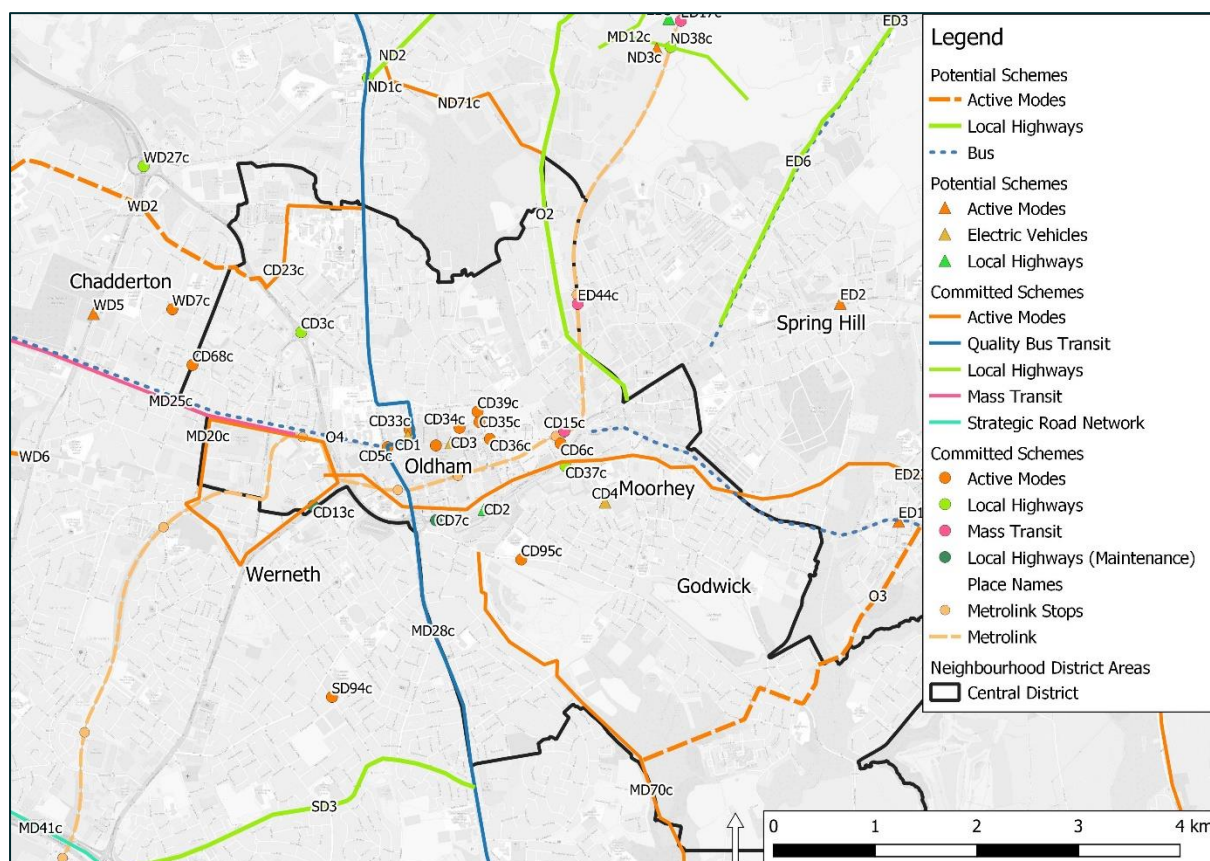 ED17c
ED3
MD12c
ND38c
ND3c
ND2
ND1c
ND71c
WD27c
ED6
WD2
O2
CD23c
Chadderton
WD5
WD7c
CD3c
ED44c
ED2
Spring Hill
CD68c
MD25c
MD20c
O4
CD39c
CD33c
CD34c
CD35c
CD15c
CD1
CD3
CD36c
CD5c
CD6c
Oldham
WD6
CD37c
Moorhey
CD4
ED1
CD13c
CD7c
CD2
Werneth
CD95c
Godwick
O3
MD28c
SD94c
SD3
MD70c
MD41c
Legend
Potential Schemes
Active Modes
Local Highways
Bus
Potential Schemes
Active Modes
Electric Vehicles
Local Highways
Committed Schemes
Active Modes
Quality Bus Transit
Local Highways
Mass Transit
Strategic Road Network
Committed Schemes
Active Modes
Local Highways
Mass Transit
Local Highways (Maintenance)
Place Names
Metrolink Stops
Metrolink
Neighbourhood District Areas
Central District
0 1 2 3 4 km